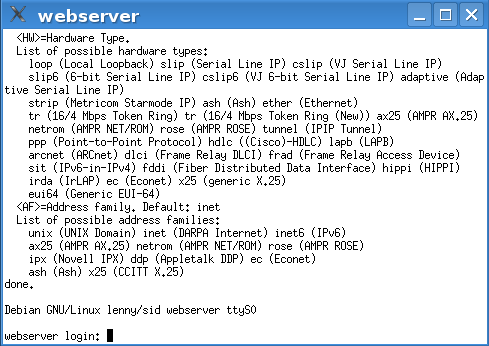 webserver
<HW>=Hardware Type.
List of possible hardware types:
loop (Local Loopback) slip (Serial Line IP) cslip (VJ Serial Line IP)
slip6 (6-bit Serial Line IP) cslip6 (VJ 6-bit Serial Line IP) adaptive (Adap
tive Serial Line IP)
strip (Metricom Starmode IP) ash (Ash) ether (Ethernet)
tr (16/4 Mbps Token Ring) tr (16/4 Mbps Token Ring (New)) ax25 (AMPR AX.25)
netrom (AMPR NET/ROM) rose (AMPR ROSE) tunnel (IPIP Tunnel)
ppp (Point-to-Point Protocol) hdlc ((Cisco)-HDLC) lapb (LAPB)
arcnet (ARCnet) dlci (Frame Relay DLCI) frad (Frame Relay Access Device)
sit (IPv6-in-IPv4) fddi (Fiber Distributed Data Interface) hippi (HIPPI)
irda (IrLAP) ec (Econet) x25 (generic X.25)
eui64 (Generic EUI-64)
<AF>=Address family. Default: inet
List of possible address families:
unix (UNIX Domain) inet (DARPA Internet) inet6 (IPv6)
ax25 (AMPR AX.25) netrom (AMPR NET/ROM) rose (AMPR ROSE)
ipx (Novell IPX) ddp (Appletalk DDP) ec (Econet)
ash (Ash) x25 (CCITT X.25)
done.
Debian GNU/Linux lenny/sid webserver ttyS0
webserver login: